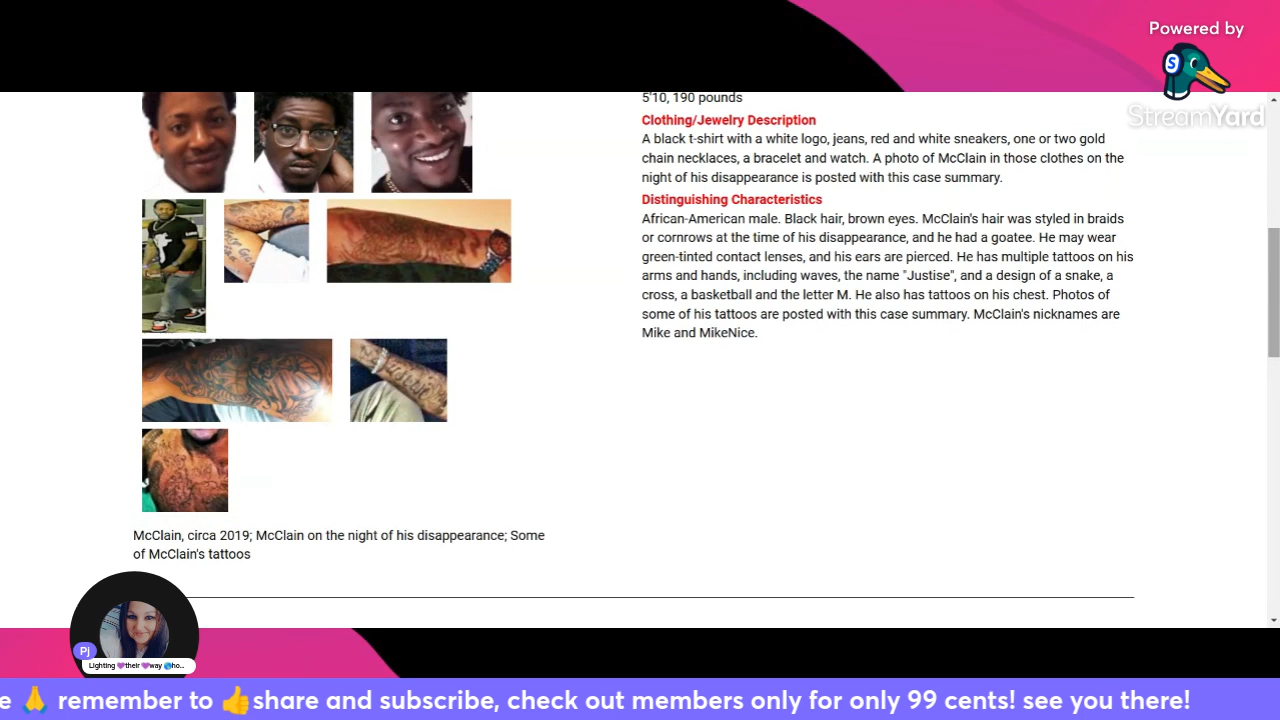 Powered by
StreamYard
5'10, 190 pounds
Clothing/Jewelry Description
A black t-shirt with a white logo, jeans, red and white sneakers, one or two gold
chain necklaces, a bracelet and watch. A photo of McClain in those clothes on the
night of his disappearance is posted with this case summary.
Distinguishing Characteristics
African-American male. Black hair, brown eyes. McClain's hair was styled in braids
or cornrows at the time of his disappearance, and he had a goatee. He may wear
green-tinted contact lenses, and his ears are pierced. He has multiple tattoos on his
arms and hands, including waves, the name "Justise", and a design of a snake, a
cross, a basketball and the letter M. He also has tattoos on his chest. Photos of
some of his tattoos are posted with this case summary. McClain's nicknames are
Mike and MikeNice.
McClain, circa 2019; McClain on the night of his disappearance; Some
of McClain's tattoos
Pj
Lighting 💜their 💜way 🌎ho...
e 🙏 remember to 👍share and subscribe, check out members only for only 99 cents! see you there!